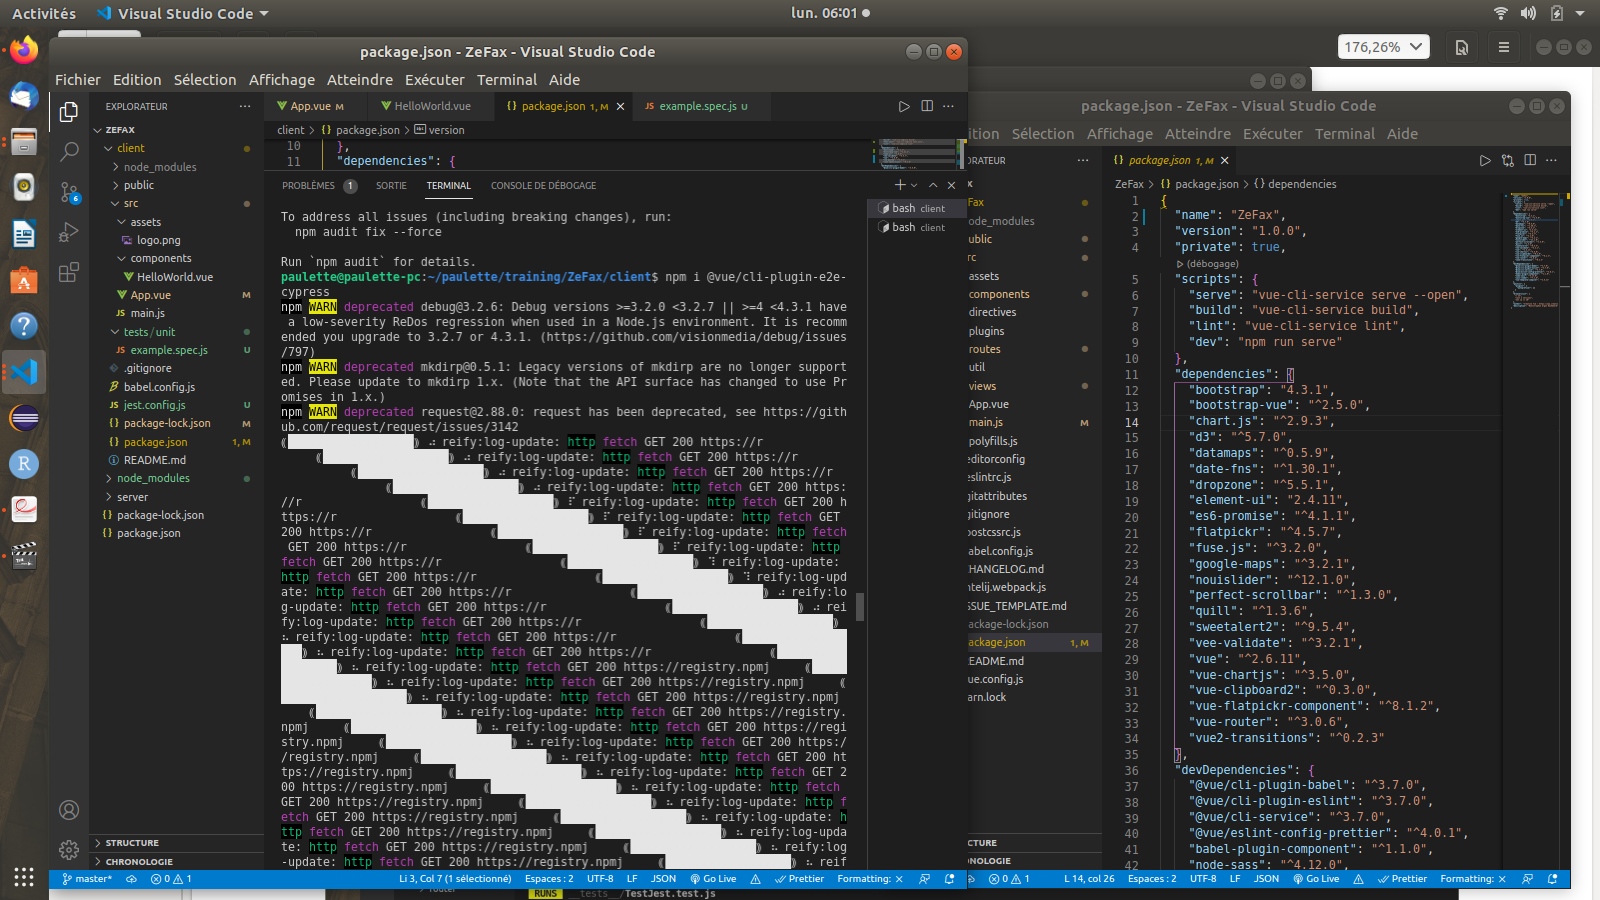 Activités
Visual Studio Code
lun. 06:01
176,26%
package.json - ZeFax - Visual Studio Code
Fichier Edition Sélection Affichage Atteindre Exécuter Terminal Aide
EXPLORATEUR
ZEFAX
client
node_modules
public
src
assets
logo.png
components
HelloWorld.vue
App.vue M
main.js
tests/unit
example.spec.js U
.gitignore
babel.config.js
jest.config.js U
package-lock.json M
package.json 1, M
README.md
node_modules
server
package-lock.json
package.json
STRUCTURE
CHRONOLOGIE
App.vue M
HelloWorld.vue
package.json 1, M
example.spec.js U
client > package.json > version
10 },
11 "dependencies": {
PROBLÈMES 1 SORTIE TERMINAL CONSOLE DE DÉBOGAGE
bash client
bash client
To address all issues (including breaking changes), run:
npm audit fix --force
Run `npm audit` for details.
paulette@paulette-pc:~/paulette/training/ZeFax/client$ npm i @vue/cli-plugin-e2e-
cypress
npm WARN deprecated debug@3.2.6: Debug versions >=3.2.0 <3.2.7 || >=4 <4.3.1 have
a low-severity ReDos regression when used in a Node.js environment. It is recomm
ended you upgrade to 3.2.7 or 4.3.1. (https://github.com/visionmedia/debug/issues
/797)
npm WARN deprecated mkdirp@0.5.1: Legacy versions of mkdirp are no longer support
ed. Please update to mkdirp 1.x. (Note that the API surface has changed to use Pr
omises in 1.x.)
npm WARN deprecated request@2.88.0: request has been deprecated, see https://gith
ub.com/request/request/issues/3142
reify:log-update: http fetch GET 200 https://r
reify:log-update: http fetch GET 200 https://r
reify:log-update: http fetch GET 200 https://r
reify:log-update: http fetch GET 200 https:
//r reify:log-update: http fetch GET 200 h
ttps://r reify:log-update: http fetch GET
200 https://r reify:log-update: http fetch
GET 200 https://r reify:log-update: http
fetch GET 200 https://r reify:log-update:
http fetch GET 200 https://r reify:log-upd
ate: http fetch GET 200 https://r reify:lo
g-update: http fetch GET 200 https://r rei
fy:log-update: http fetch GET 200 https://r
reify:log-update: http fetch GET 200 https://r
reify:log-update: http fetch GET 200 https://r
reify:log-update: http fetch GET 200 https://registry.npmj
reify:log-update: http fetch GET 200 https://registry.npmj
reify:log-update: http fetch GET 200 https://registry.npmj
reify:log-update: http fetch GET 200 https://registry.
npmj reify:log-update: http fetch GET 200 https://regi
stry.npmj reify:log-update: http fetch GET 200 https:/
/registry.npmj reify:log-update: http fetch GET 200 ht
tps://registry.npmj reify:log-update: http fetch GET 2
00 https://registry.npmj reify:log-update: http fetch
GET 200 https://registry.npmj reify:log-update: http f
etch GET 200 https://registry.npmj reify:log-update: h
ttp fetch GET 200 https://registry.npmj reify:log-upda
te: http fetch GET 200 https://registry.npmj reify:log
-update: http fetch GET 200 https://registry.npmj reif
master* 0 1 Li 3, Col 7 (1 sélectionné) Espaces : 2 UTF-8 LF JSON Go Live Prettier Formatting: ×
RUNS __tests__/TestJest.test.js
package.json - ZeFax - Visual Studio Code
ition Sélection Affichage Atteindre Exécuter Terminal Aide
ORATEUR
x
Fax
ode_modules
ublic
rc
assets
components
directives
plugins
routes
util
views
App.vue
main.js M
polyfills.js
editorconfig
eslintrc.js
gitattributes
gitignore
postcssrc.js
abel.config.js
CHANGELOG.md
ntelij.webpack.js
SSUE_TEMPLATE.md
package-lock.json
package.json 1, M
README.md
ue.config.js
arn.lock
CTURE
NOLOGIE
package.json 1, M
ZeFax > package.json > dependencies
1 {
2 "name": "ZeFax",
3 "version": "1.0.0",
4 "private": true,
(débogage)
5 "scripts": {
6 "serve": "vue-cli-service serve --open",
7 "build": "vue-cli-service build",
8 "lint": "vue-cli-service lint",
9 "dev": "npm run serve"
10 },
11 "dependencies": {
12 "bootstrap": "4.3.1",
13 "bootstrap-vue": "^2.5.0",
14 "chart.js": "^2.9.3",
15 "d3": "^5.7.0",
16 "datamaps": "^0.5.9",
17 "date-fns": "^1.30.1",
18 "dropzone": "^5.5.1",
19 "element-ui": "2.4.11",
20 "es6-promise": "^4.1.1",
21 "flatpickr": "^4.5.7",
22 "fuse.js": "^3.2.0",
23 "google-maps": "^3.2.1",
24 "nouislider": "^12.1.0",
25 "perfect-scrollbar": "^1.3.0",
26 "quill": "^1.3.6",
27 "sweetalert2": "^9.5.4",
28 "vee-validate": "^3.2.1",
29 "vue": "^2.6.11",
30 "vue-chartjs": "^3.5.0",
31 "vue-clipboard2": "^0.3.0",
32 "vue-flatpickr-component": "^8.1.2",
33 "vue-router": "^3.0.6",
34 "vue2-transitions": "^0.2.3"
35 },
36 "devDependencies": {
37 "@vue/cli-plugin-babel": "^3.7.0",
38 "@vue/cli-plugin-eslint": "^3.7.0",
39 "@vue/cli-service": "^3.7.0",
40 "@vue/eslint-config-prettier": "^4.0.1",
41 "babel-plugin-component": "^1.1.0",
42 "node-sass": "^4.12.0",
0 1 L 14, col 26 Espaces : 2 UTF-8 LF JSON Go Live Prettier Formatting: ×